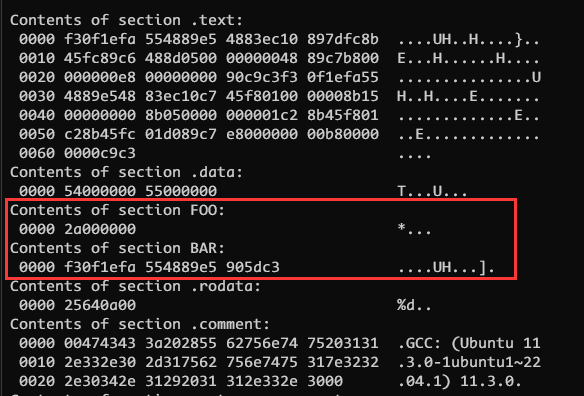 Contents of section .text:
 0000 f30f1efa 554889e5 4883ec10 897dfc8b  ....UH..H....}..
 0010 45fc89c6 488d0500 00000048 89c7b800  E...H......H....
 0020 000000e8 00000000 90c9c3f3 0f1efa55  ...............U
 0030 4889e548 83ec10c7 45f80100 00008b15  H..H....E.......
 0040 00000000 8b050000 000001c2 8b45f801  .............E..
 0050 c28b45fc 01d089c7 e8000000 00b80000  ..E.............
 0060 0000c9c3                             ....
Contents of section .data:
 0000 54000000 55000000                    T...U...
Contents of section FOO:
 0000 2a000000                             *...
Contents of section BAR:
 0000 f30f1efa 554889e5 905dc3             ....UH...].
Contents of section .rodata:
 0000 25640a00                             %d..
Contents of section .comment:
 0000 00474343 3a202855 62756e74 75203131  .GCC: (Ubuntu 11
 0010 2e332e30 2d317562 756e7475 317e3232  .3.0-1ubuntu1~22
 0020 2e30342e 31292031 312e332e 3000      .04.1) 11.3.0.